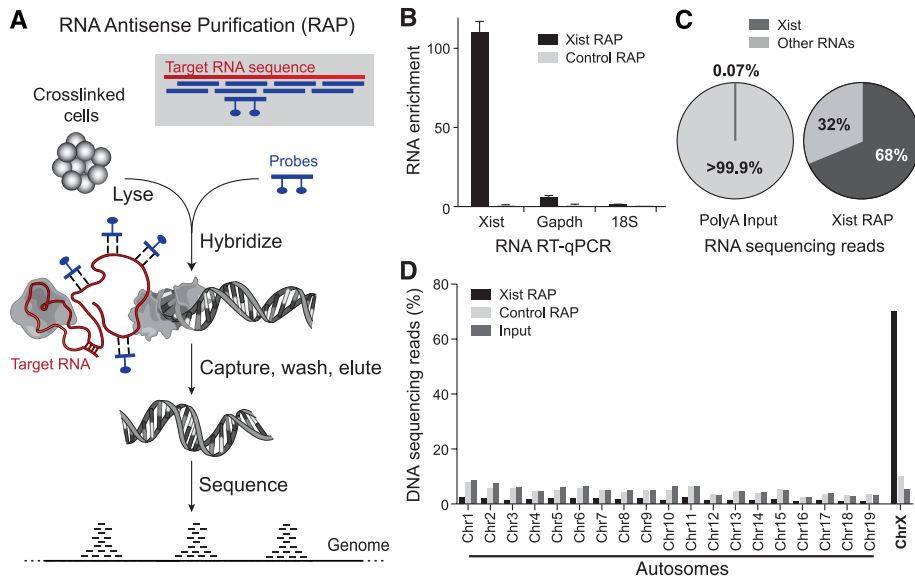 A
RNA Antisense Purification (RAP)
Target RNA sequence
Crosslinked
cells
Probes
Lyse
Hybridize
Target RNA
Capture, wash, elute
Sequence
Genome
B
RNA enrichment
100
50
0
Xist RAP
Control RAP
Xist
Gapdh
18S
RNA RT-qPCR
C
Xist
Other RNAs
0.07%
>99.9%
32%
68%
PolyA Input
Xist RAP
RNA sequencing reads
D
DNA sequencing reads (%)
80
60
40
20
0
Xist RAP
Control RAP
Input
Chr1
Chr2
Chr3
Chr4
Chr5
Chr6
Chr7
Chr8
Chr9
Chr10
Chr11
Chr12
Chr13
Chr14
Chr15
Chr16
Chr17
Chr18
Chr19
ChrX
Autosomes